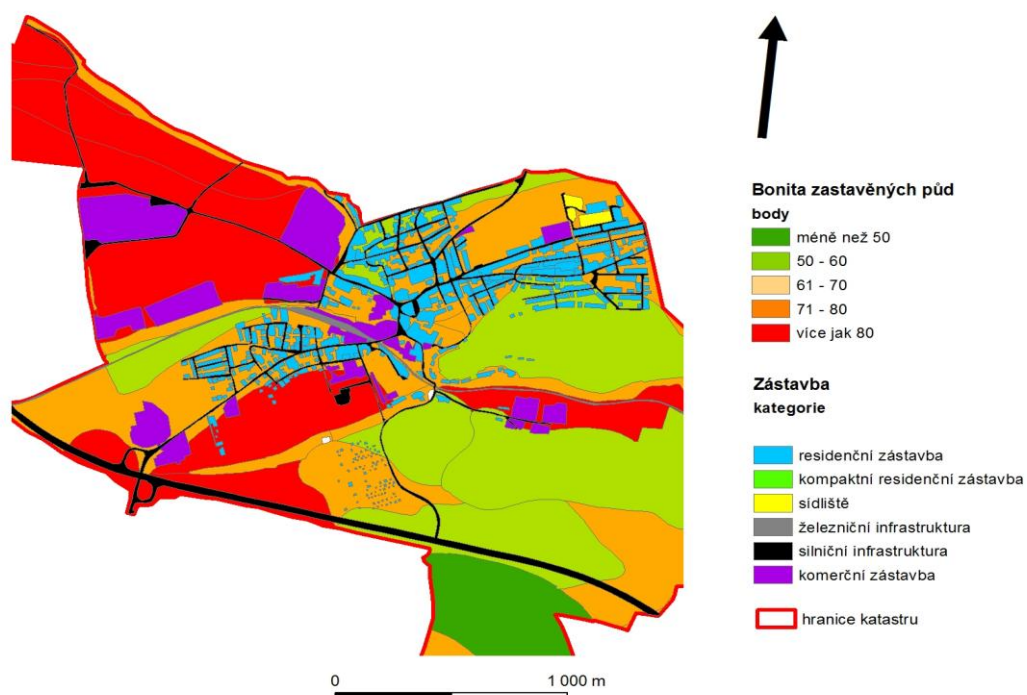 Bonita zastavěných půd
body
méně než 50
50 - 60
61 - 70
71 - 80
více jak 80
Zástavba
kategorie
residenční zástavba
kompaktní residenční zástavba
sídliště
železniční infrastruktura
silniční infrastruktura
komerční zástavba
hranice katastru
0 1 000 m